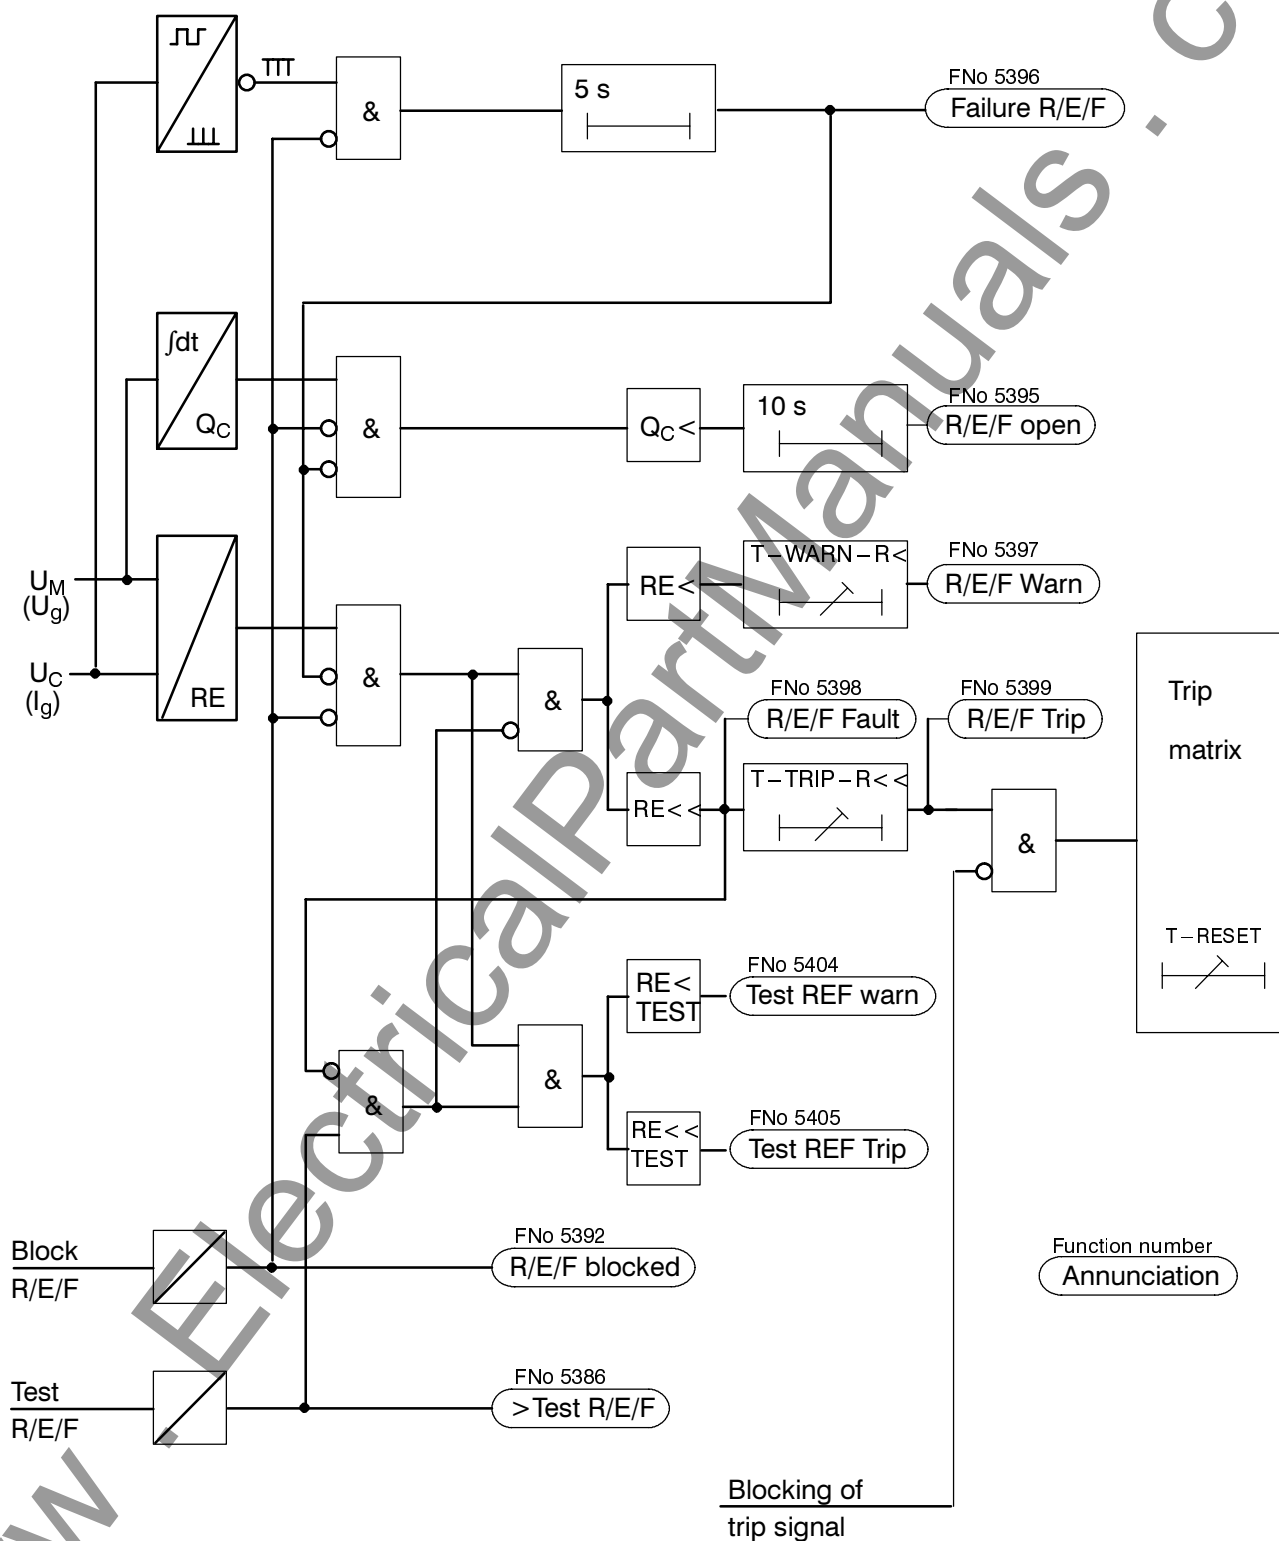 5 s
FNo 5396
Failure R/E/F
&
∫dt
QC
&
QC <
10 s
FNo 5395
R/E/F open
UM
(Ug)
UC
(Ig)
RE
&
&
RE <
T–WARN–R<
FNo 5397
R/E/F Warn
FNo 5398
R/E/F Fault
FNo 5399
R/E/F Trip
RE< <
T–TRIP–R< <
&
Trip
matrix
T–RESET
&
&
RE <
TEST
FNo 5404
Test REF warn
RE< <
TEST
FNo 5405
Test REF Trip
Block
R/E/F
FNo 5392
R/E/F blocked
Function number
Annunciation
Test
R/E/F
FNo 5386
>Test R/E/F
Blocking of
trip signal
w . ElectricalPartManuals . c